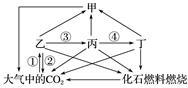 甲
③ ④
乙 丙 丁
① ②
大气中的CO₂ 化石燃料燃烧